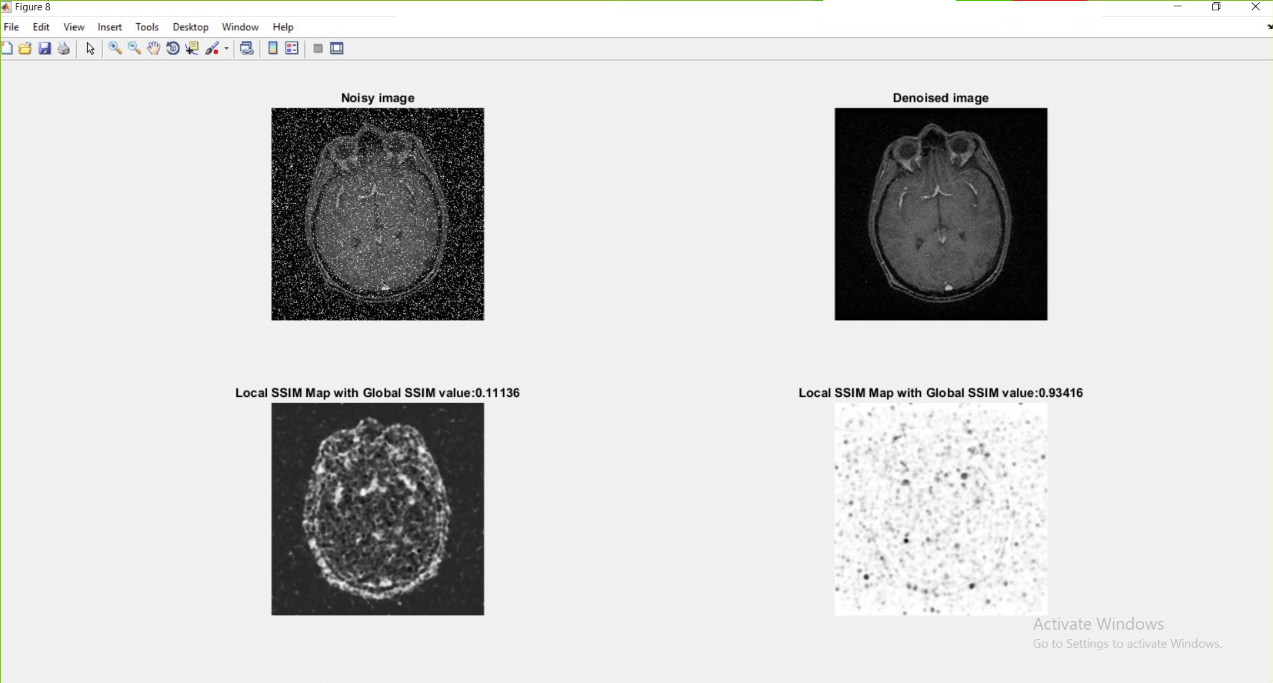 Figure 8
File Edit View Insert Tools Desktop Window Help
Noisy image
Denoised image
Local SSIM Map with Global SSIM value:0.11136
Local SSIM Map with Global SSIM value:0.93416
Activate Windows
Go to Settings to activate Windows.